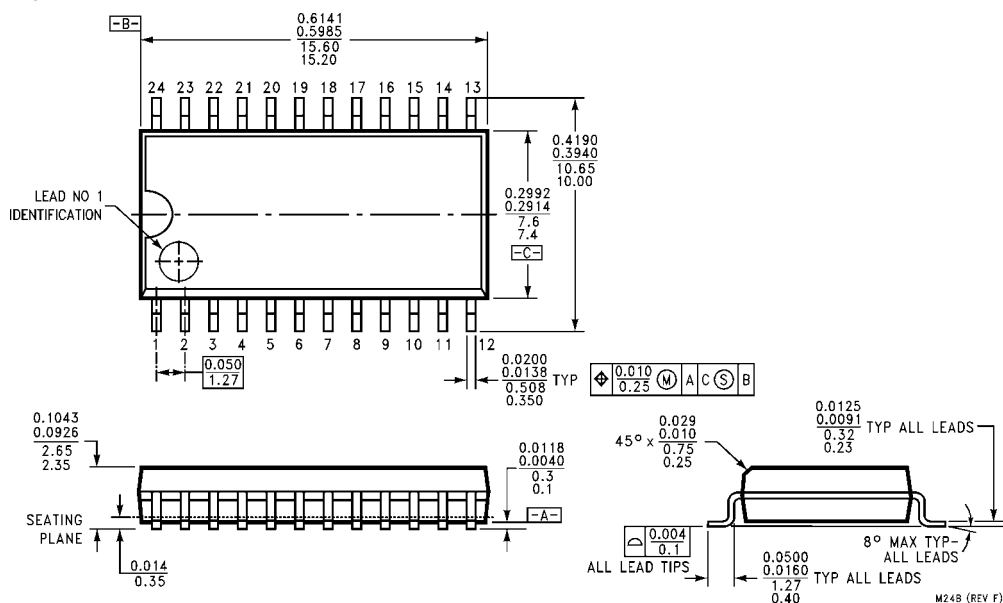 -B-
0.6141
0.5985
15.60
15.20
24 23 22 21 20 19 18 17 16 15 14 13
LEAD NO 1
IDENTIFICATION
0.4190
0.3940
10.65
10.00
0.2992
0.2914
7.6
7.4
-C-
1 2 3 4 5 6 7 8 9 10 11 12
0.050
1.27
0.0200
0.0138
0.508
0.350
TYP
⌖ 0.010
0.25 Ⓜ A C Ⓢ B
0.1043
0.0926
2.65
2.35
SEATING
PLANE
0.014
0.35
0.0118
0.0040
0.3
0.1
-A-
45° x
0.029
0.010
0.75
0.25
0.0125
0.0091
0.32
0.23
TYP ALL LEADS
0.004
0.1
ALL LEAD TIPS
0.0500
0.0160
1.27
0.40
TYP ALL LEADS
8° MAX TYP-
ALL LEADS
M24B (REV F)